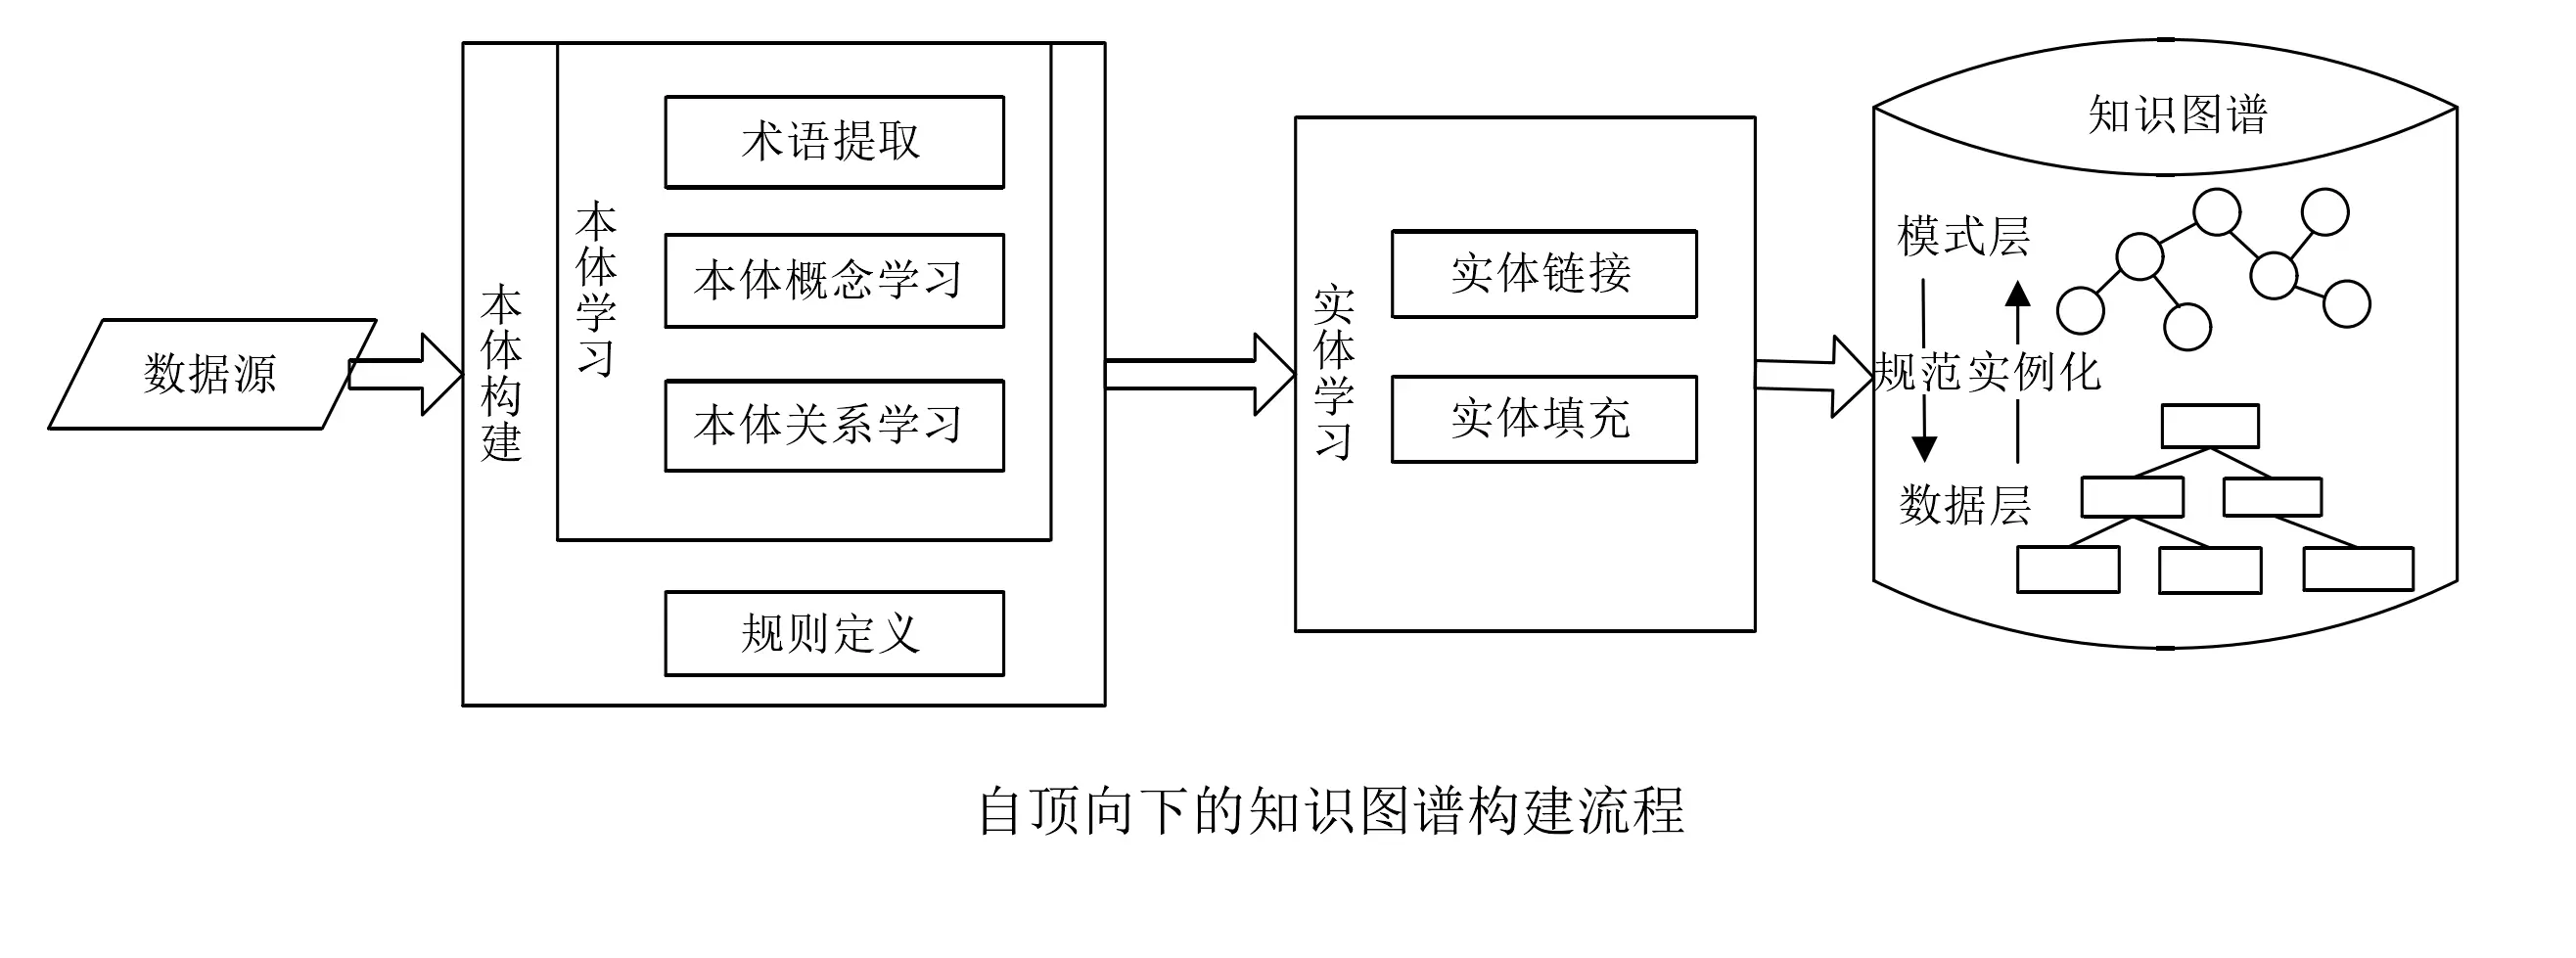 数据源
本体构建
本体学习
术语提取
本体概念学习
本体关系学习
规则定义
实体学习
实体链接
实体填充
知识图谱
模式层
规范 实例化
数据层
自顶向下的知识图谱构建流程